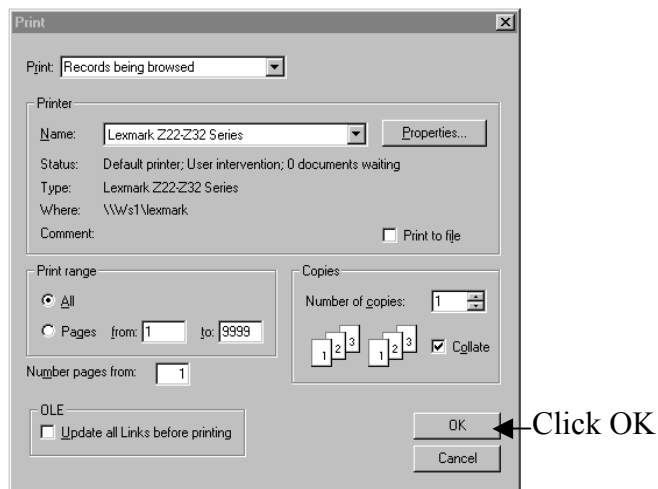 Print
Print: Records being browsed
Printer
Name: Lexmark Z22-Z32 Series Properties...
Status: Default printer; User intervention; 0 documents waiting
Type: Lexmark Z22-Z32 Series
Where: \\Ws1\lexmark
Comment: Print to file
Print range
All
Pages from: 1 to: 9999
Number pages from: 1
Copies
Number of copies: 1
1 2 3 1 2 3 Collate
OLE
Update all Links before printing
OK
Cancel
Click OK